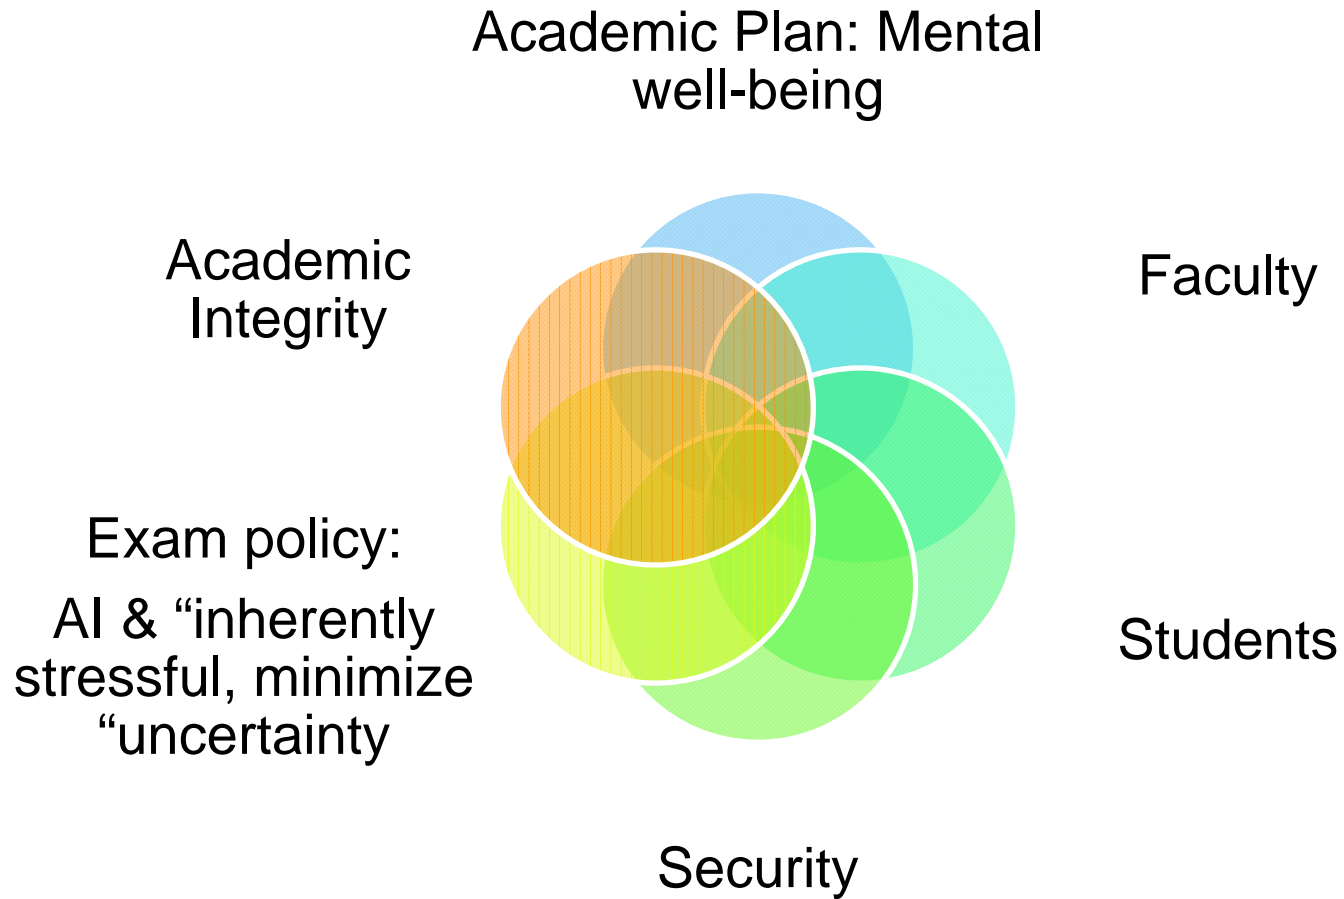 Academic Plan: Mental
well-being
Academic
Integrity
Faculty
Exam policy:
AI & “inherently
stressful, minimize
“uncertainty
Students
Security